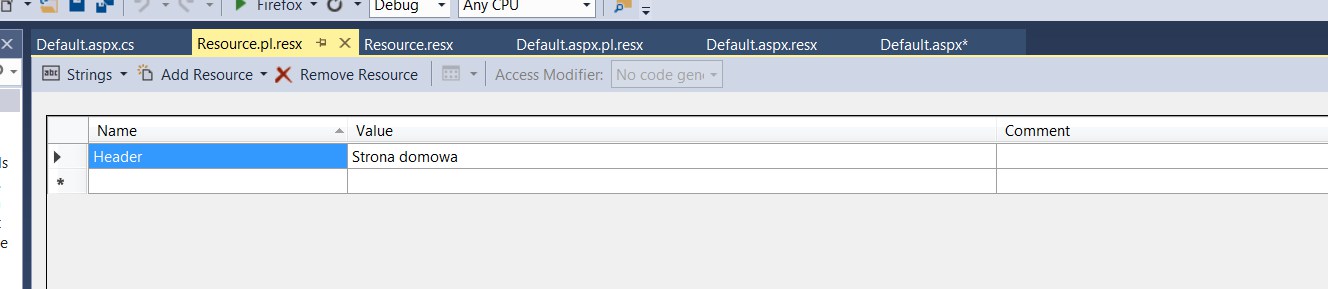 Firefox Debug Any CPU
Default.aspx.cs Resource.pl.resx Resource.resx Default.aspx.pl.resx Default.aspx.resx Default.aspx*
Strings Add Resource Remove Resource Access Modifier: No code gen
Name Value Comment
Header Strona domowa
*